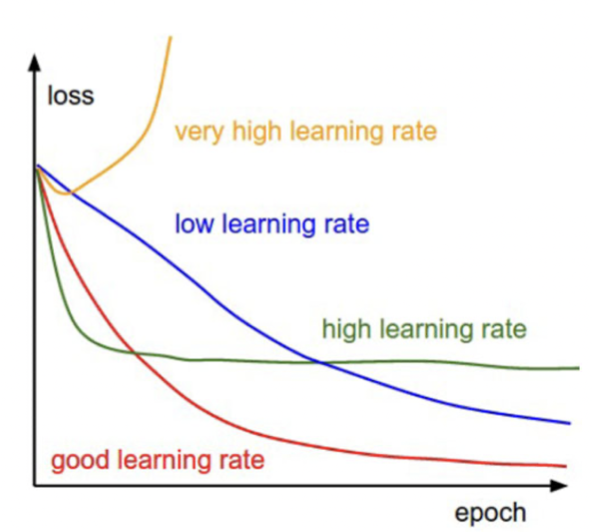 loss
very high learning rate
low learning rate
high learning rate
good learning rate
epoch